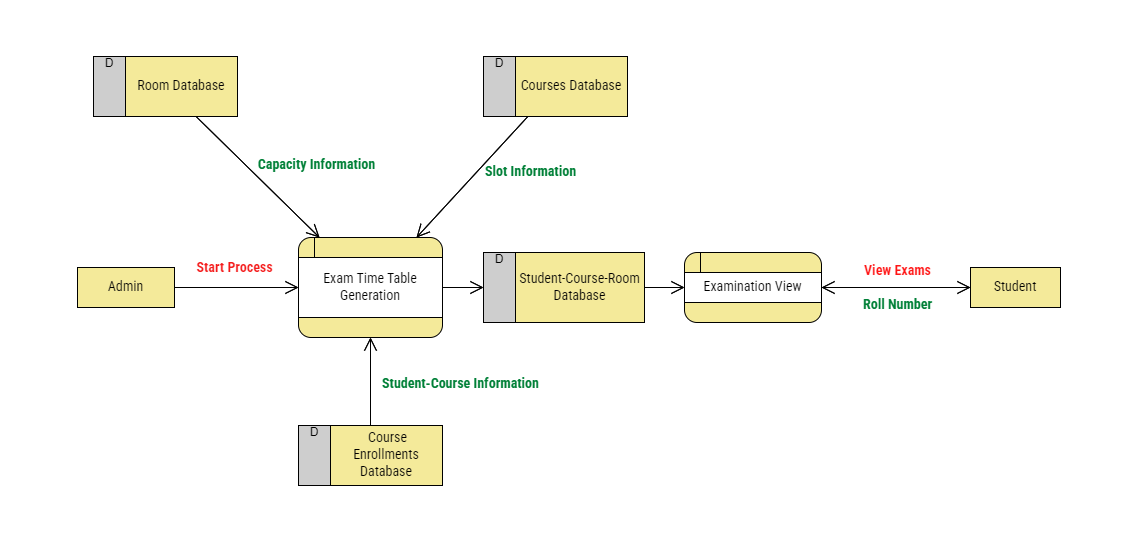 D
Room Database
D
Courses Database
Capacity Information
Slot Information
Start Process
Admin
Exam Time Table
Generation
D
Student-Course-Room
Database
Examination View
View Exams
Roll Number
Student
Student-Course Information
D
Course
Enrollments
Database